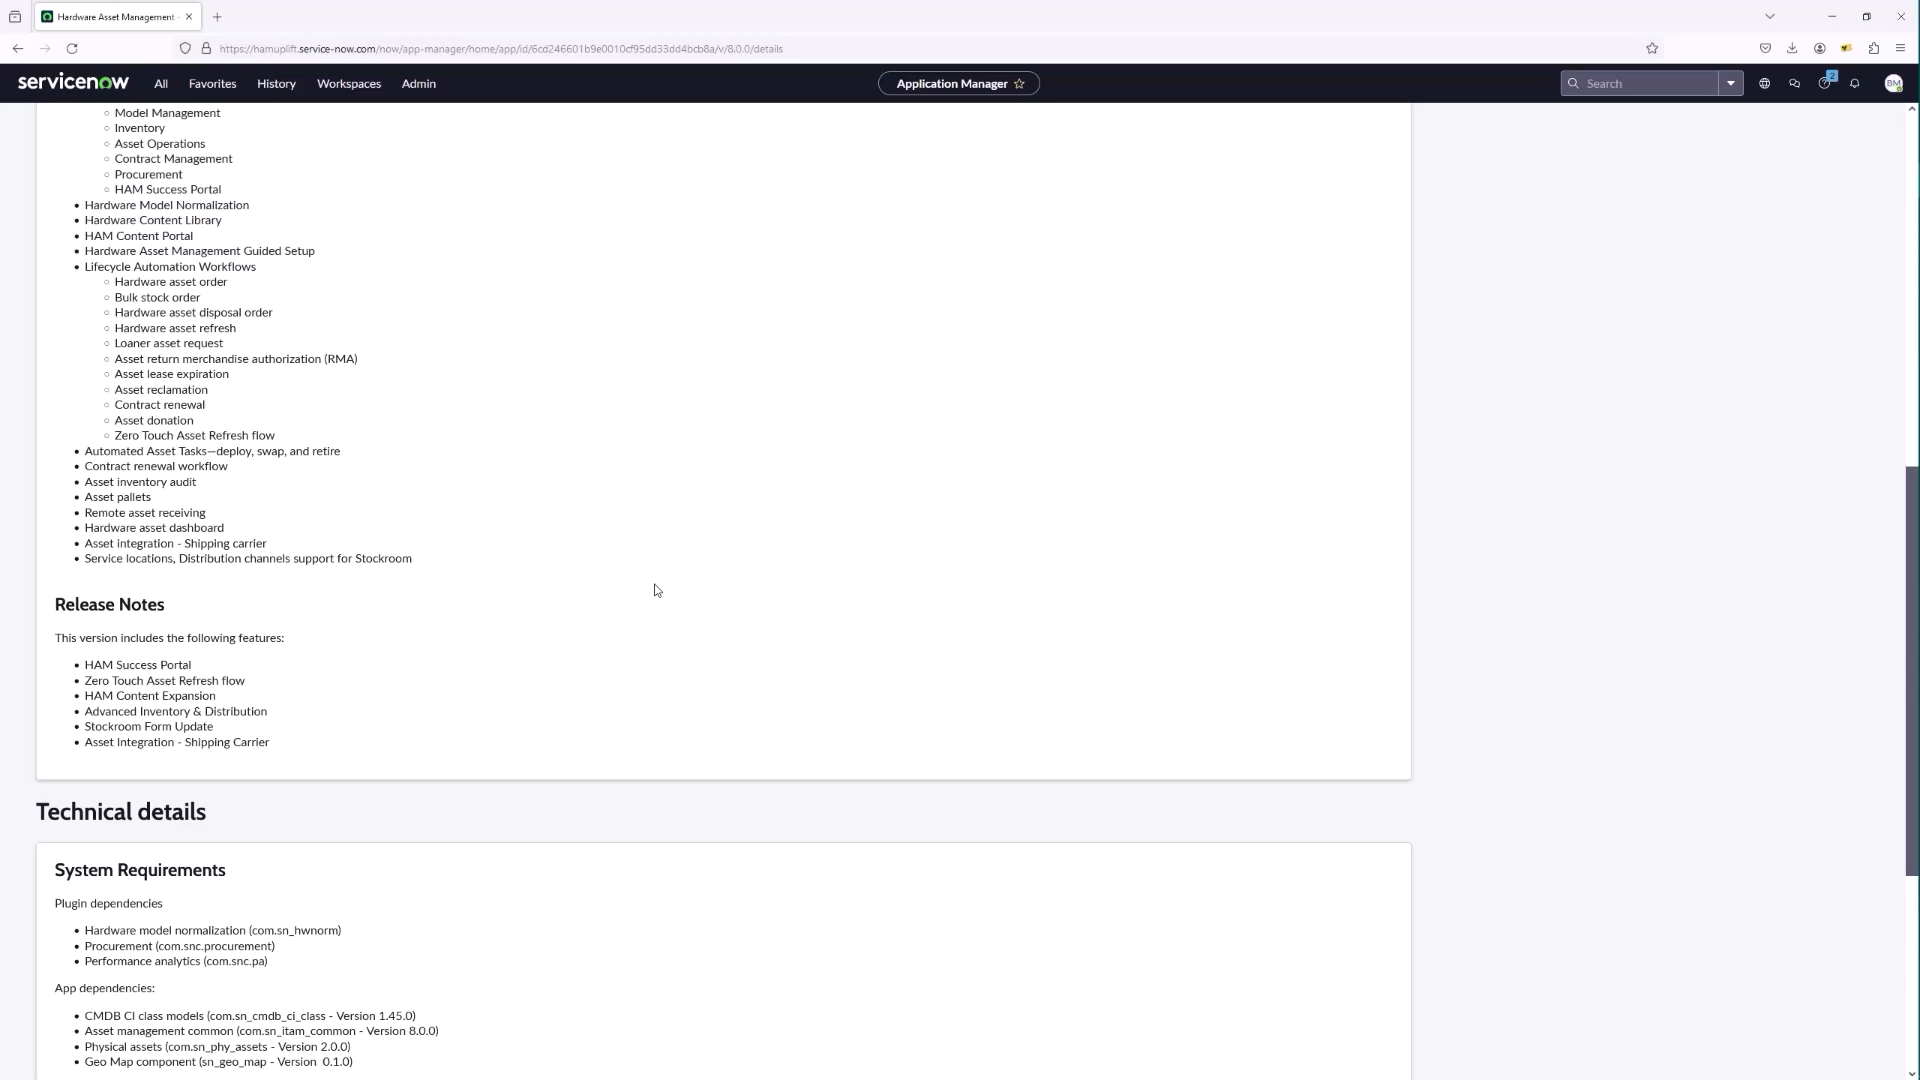 Hardware Asset Management -
https://hamuplift.service-now.com/now/app-manager/home/app/id/6cd246601b9e0010cf95dd33dd4bcb8a/v/8.0.0/details
servicenow All Favorites History Workspaces Admin Application Manager Search 2 BM
Model Management
Inventory
Asset Operations
Contract Management
Procurement
HAM Success Portal
Hardware Model Normalization
Hardware Content Library
HAM Content Portal
Hardware Asset Management Guided Setup
Lifecycle Automation Workflows
Hardware asset order
Bulk stock order
Hardware asset disposal order
Hardware asset refresh
Loaner asset request
Asset return merchandise authorization (RMA)
Asset lease expiration
Asset reclamation
Contract renewal
Asset donation
Zero Touch Asset Refresh flow
Automated Asset Tasks—deploy, swap, and retire
Contract renewal workflow
Asset inventory audit
Asset pallets
Remote asset receiving
Hardware asset dashboard
Asset integration - Shipping carrier
Service locations, Distribution channels support for Stockroom
Release Notes
This version includes the following features:
HAM Success Portal
Zero Touch Asset Refresh flow
HAM Content Expansion
Advanced Inventory & Distribution
Stockroom Form Update
Asset Integration - Shipping Carrier
Technical details
System Requirements
Plugin dependencies
Hardware model normalization (com.sn_hwnorm)
Procurement (com.snc.procurement)
Performance analytics (com.snc.pa)
App dependencies:
CMDB CI class models (com.sn_cmdb_ci_class - Version 1.45.0)
Asset management common (com.sn_itam_common - Version 8.0.0)
Physical assets (com.sn_phy_assets - Version 2.0.0)
Geo Map component (sn_geo_map - Version 0.1.0)